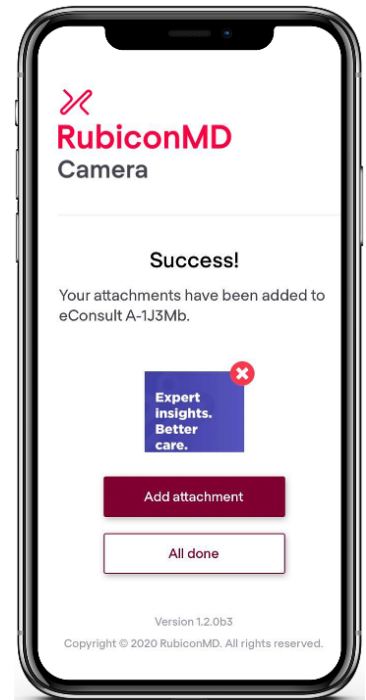 RubiconMD
Camera
Success!
Your attachments have been added to
eConsult A-1J3Mb.
Expert
insights.
Better
care.
Add attachment
All done
Version 1.2.0b3
Copyright © 2020 RubiconMD. All rights reserved.